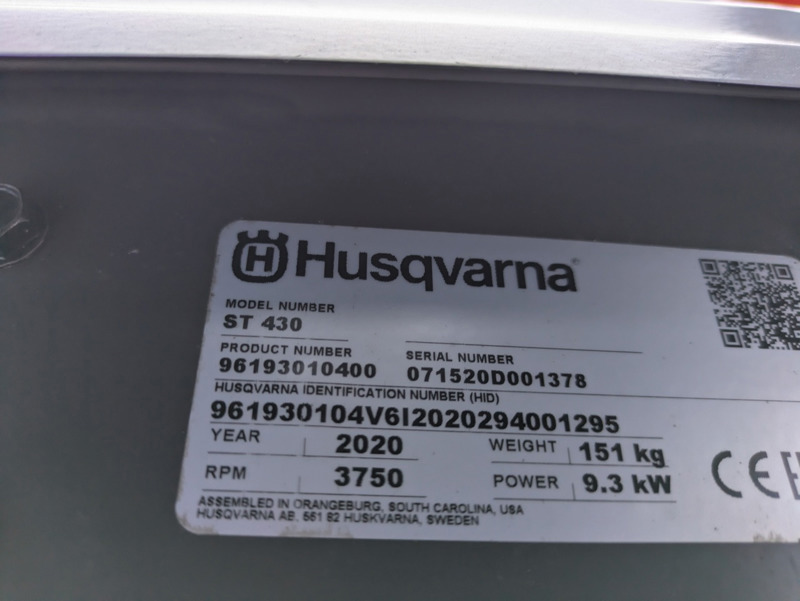 Husqvarna
MODEL NUMBER
ST 430
PRODUCT NUMBER SERIAL NUMBER
96193010400 071520D001378
HUSQVARNA IDENTIFICATION NUMBER (HID)
961930104V6I2020294001295
YEAR 2020 WEIGHT 151 kg
RPM 3750 POWER 9.3 kW
CE
ASSEMBLED IN ORANGEBURG, SOUTH CAROLINA, USA
HUSQVARNA AB, 561 82 HUSKVARNA, SWEDEN